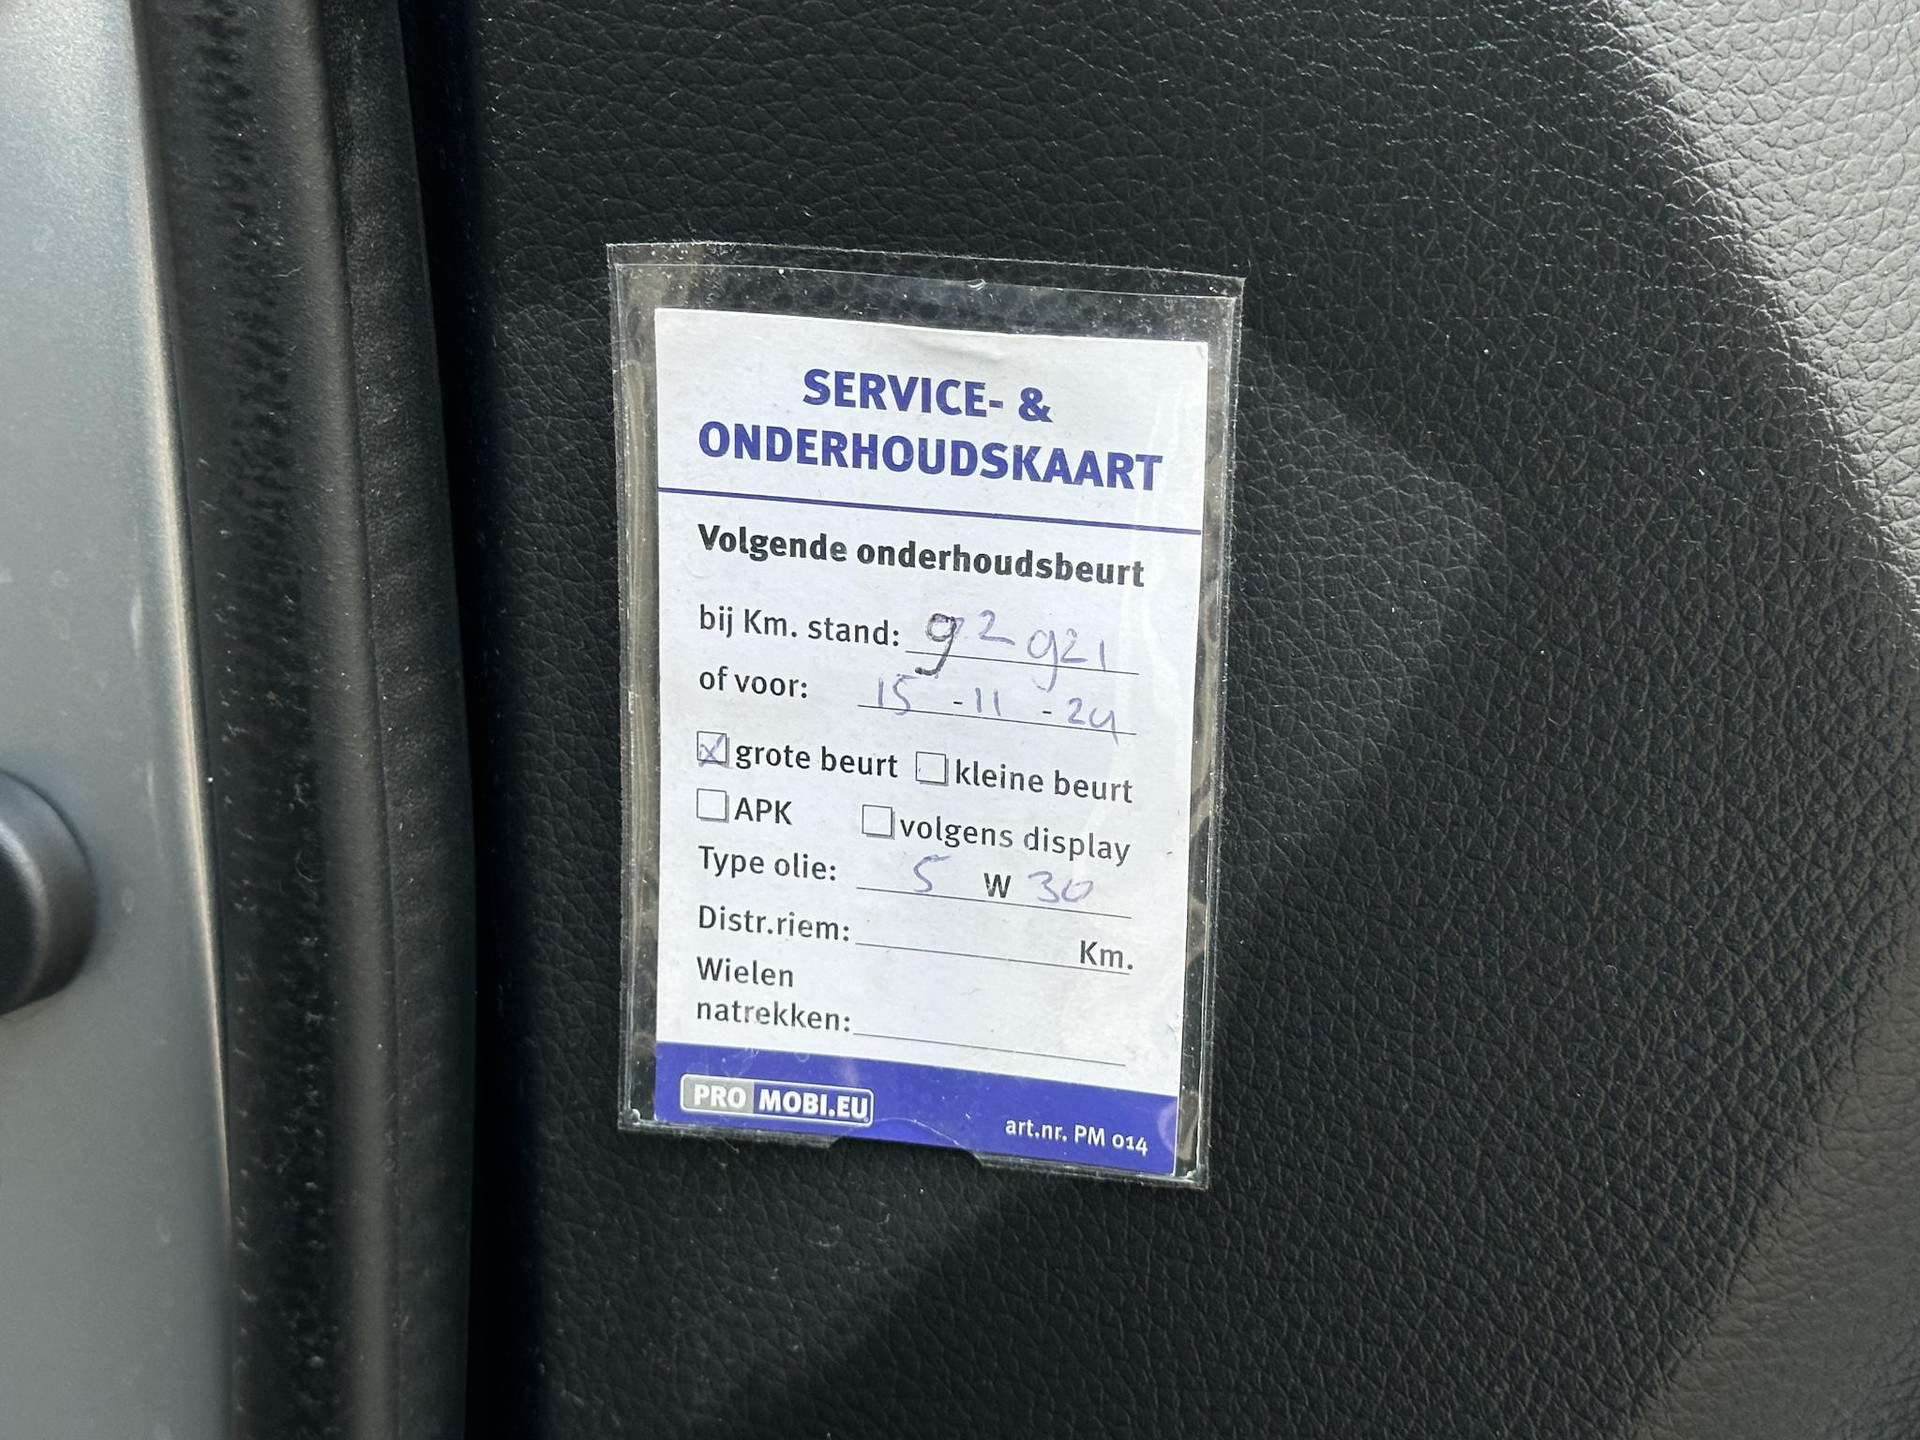 SERVICE- &
ONDERHOUDSKAART
Volgende onderhoudsbeurt
bij Km. stand: 92921
of voor: 15-11-24
grote beurt kleine beurt
APK volgens display
Type olie: 5 W 30
Distr.riem: Km.
Wielen
natrekken:
PRO MOBI.EU
art.nr. PM 014